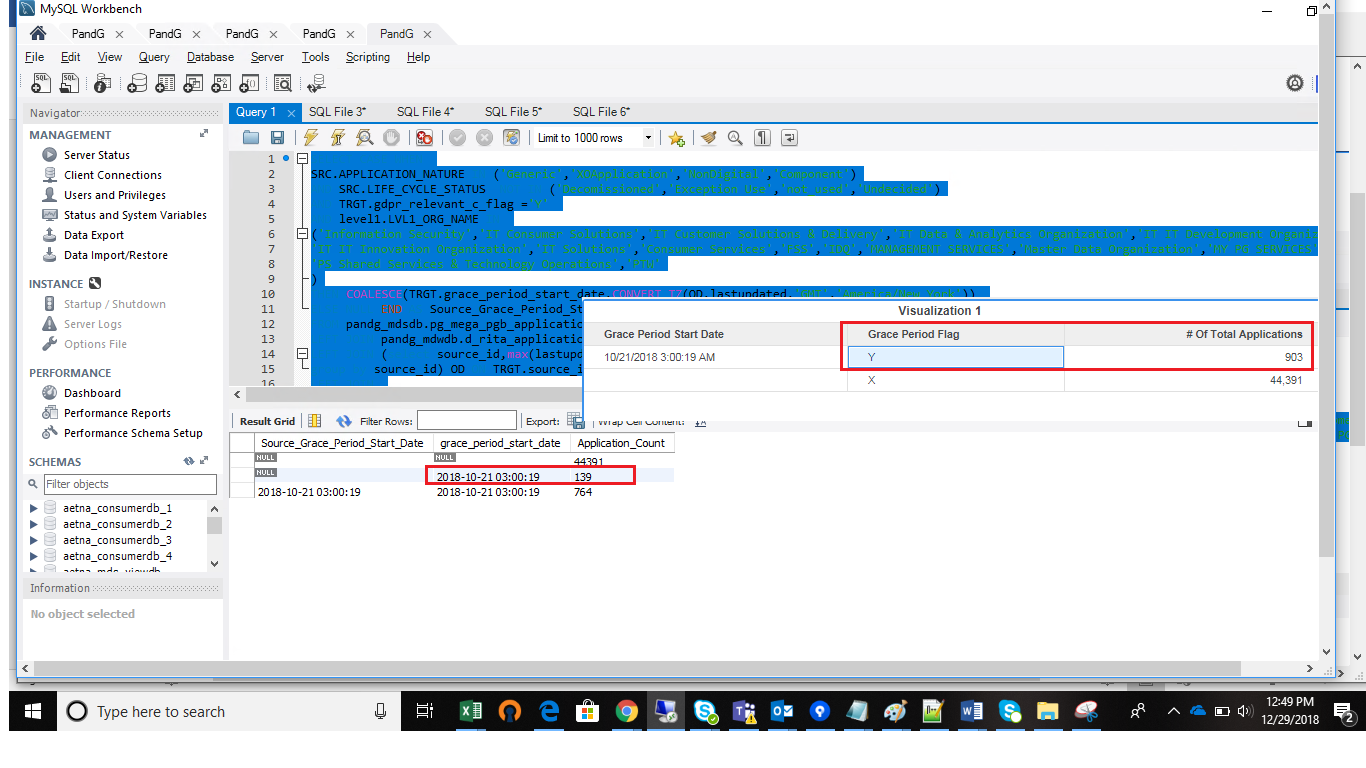 MySQL Workbench
PandG
PandG
PandG
PandG
PandG
File Edit View Query Database Server Tools Scripting Help
Navigator
MANAGEMENT
Server Status
Client Connections
Users and Privileges
Status and System Variables
Data Export
Data Import/Restore
INSTANCE
Startup / Shutdown
Server Logs
Options File
PERFORMANCE
Dashboard
Performance Reports
Performance Schema Setup
SCHEMAS
Filter objects
aetna_consumerdb_1
aetna_consumerdb_2
aetna_consumerdb_3
aetna_consumerdb_4
Information
No object selected
Query 1 SQL File 3* SQL File 4* SQL File 5* SQL File 6*
Limit to 1000 rows
1
2 SRC.APPLICATION_NATURE ('Generic','XDApplication','NonDigital','Component')
3 SRC.LIFE_CYCLE_STATUS ('Decomissioned','Exception Use','Not used','Undecided')
4 TRGT.gdpr_relevant_c_flag ='Y'
5 level1.LVL1_ORG_NAME
6 ('Information Security','IT Consumer Solutions','IT Customer Solutions & Delivery','IT Data & Analytics Organisation','IT IT Development
7 'IT IT Innovation Organization','IT Solutions','Consumer Services','FSS','IDQ','MANAGEMENT SERVICES','Master Data Organization','MY PG SERVICES'
8 Shared Services & Technology Operations'
9 )
10 COALESCE(TRGT.grace_period_start_date,CONVERT_TZ(OD.lastupdated,
11 END Source_Grace_Period_St
12 pandg_mdsdb.pg_mega_pgb_applicatio
13 pandg_mdwdb.d_rita_applic
14 ( source_id,max(lastupd
15 source_id) OD TRGT.source_i
16
Visualization 1
Grace Period Start Date Grace Period Flag # Of Total Applications
10/21/2018 3:00:19 AM Y 903
X 44,391
Result Grid Filter Rows: Export: Wrap Cell Content:
Source_Grace_Period_Start_Date grace_period_start_date Application_Count
NULL NULL 44391
NULL 2018-10-21 03:00:19 139
2018-10-21 03:00:19 2018-10-21 03:00:19 764
Type here to search
12:49 PM
12/29/2018
2